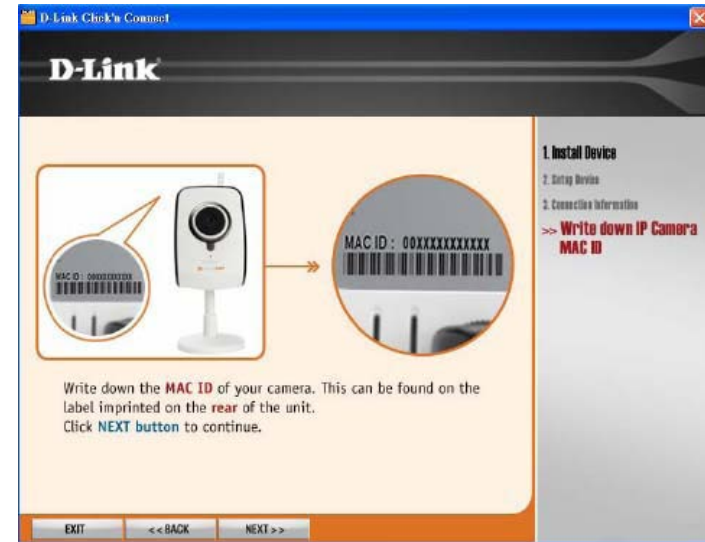 D-Link Click'n Connect
D-Link
1. Install Device
2. Setup Device
3. Connection Information
>> Write down IP Camera
MAC ID
MAC ID : 00XXXXXXXXXX
MAC ID : 00XXXXXXXXXX
Write down the MAC ID of your camera. This can be found on the
label imprinted on the rear of the unit.
Click NEXT button to continue.
EXIT
<< BACK
NEXT >>